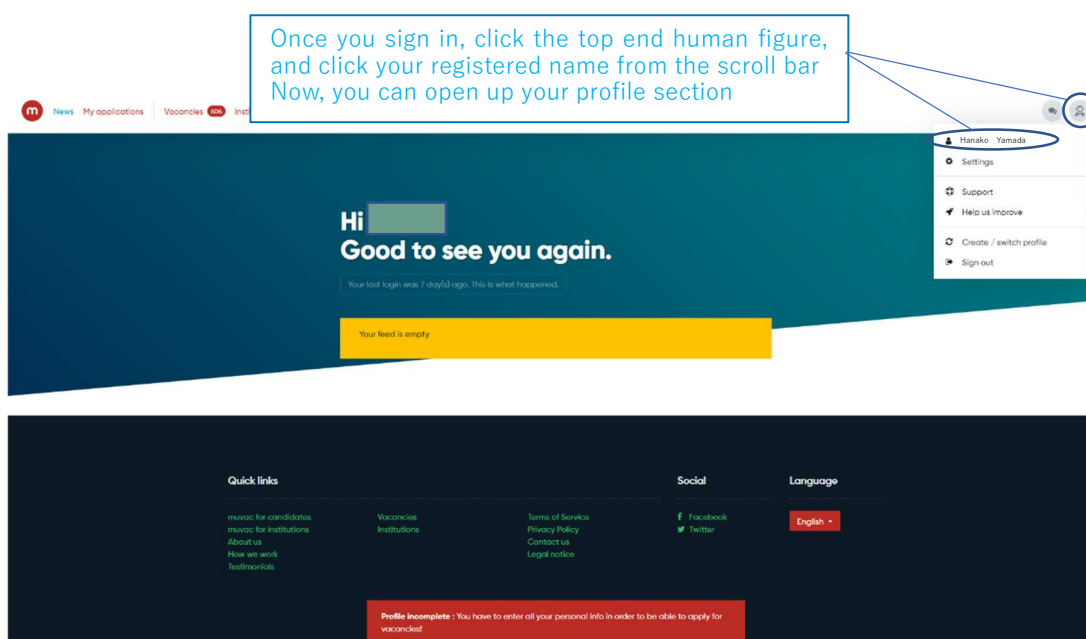 Once you sign in, click the top end human figure,
and click your registered name from the scroll bar
Now, you can open up your profile section
m News My applications Vacancies 606
Hanako Yamada
Settings
Support
Help us improve
Create / switch profile
Sign out
Hi
Good to see you again.
Your last login was 7 day(s) ago. This is what happened.
Your feed is empty
Quick links Social Language
muvac for candidates Vacancies Terms of Service Facebook English
muvac for institutions Institutions Privacy Policy Twitter
About us Contact us
How we work Legal notice
Testimonials
Profile incomplete : You have to enter all your personal info in order to be able to apply for
vacancies!